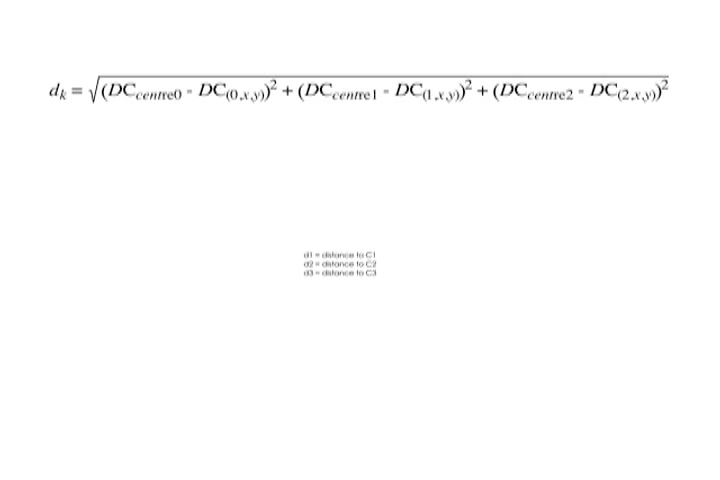 d_k = √(DC_centre0 - DC_(0,x,y))² + (DC_centre1 - DC_(1,x,y))² + (DC_centre2 - DC_(2,x,y))²
d1 = distance to C1
d2 = distance to C2
d3 = distance to C3